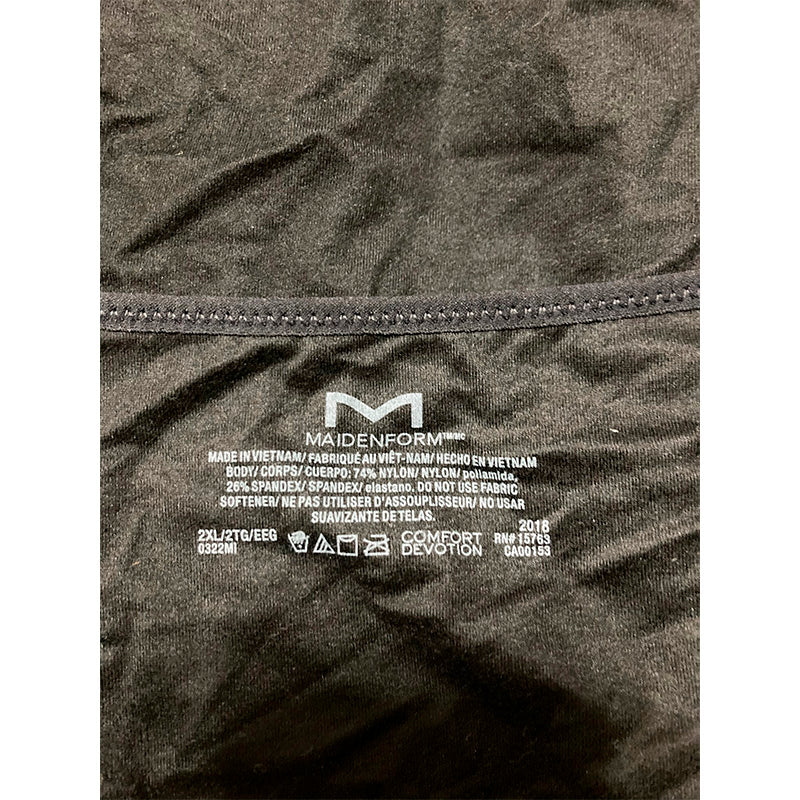 M
MAIDENFORM™/MC
MADE IN VIETNAM/ FABRIQUÉ AU VIÊT-NAM/ HECHO EN VIETNAM
BODY/ CORPS/ CUERPO: 74% NYLON/ NYLON/ poliamida,
26% SPANDEX/ SPANDEX/ elastano. DO NOT USE FABRIC
SOFTENER/ NE PAS UTILISER D'ASSOUPLISSEUR/ NO USAR
SUAVIZANTE DE TELAS.
2XL/2TG/EEG
0322MI
COMFORT
DEVOTION
2018
RN# 15763
CA00153